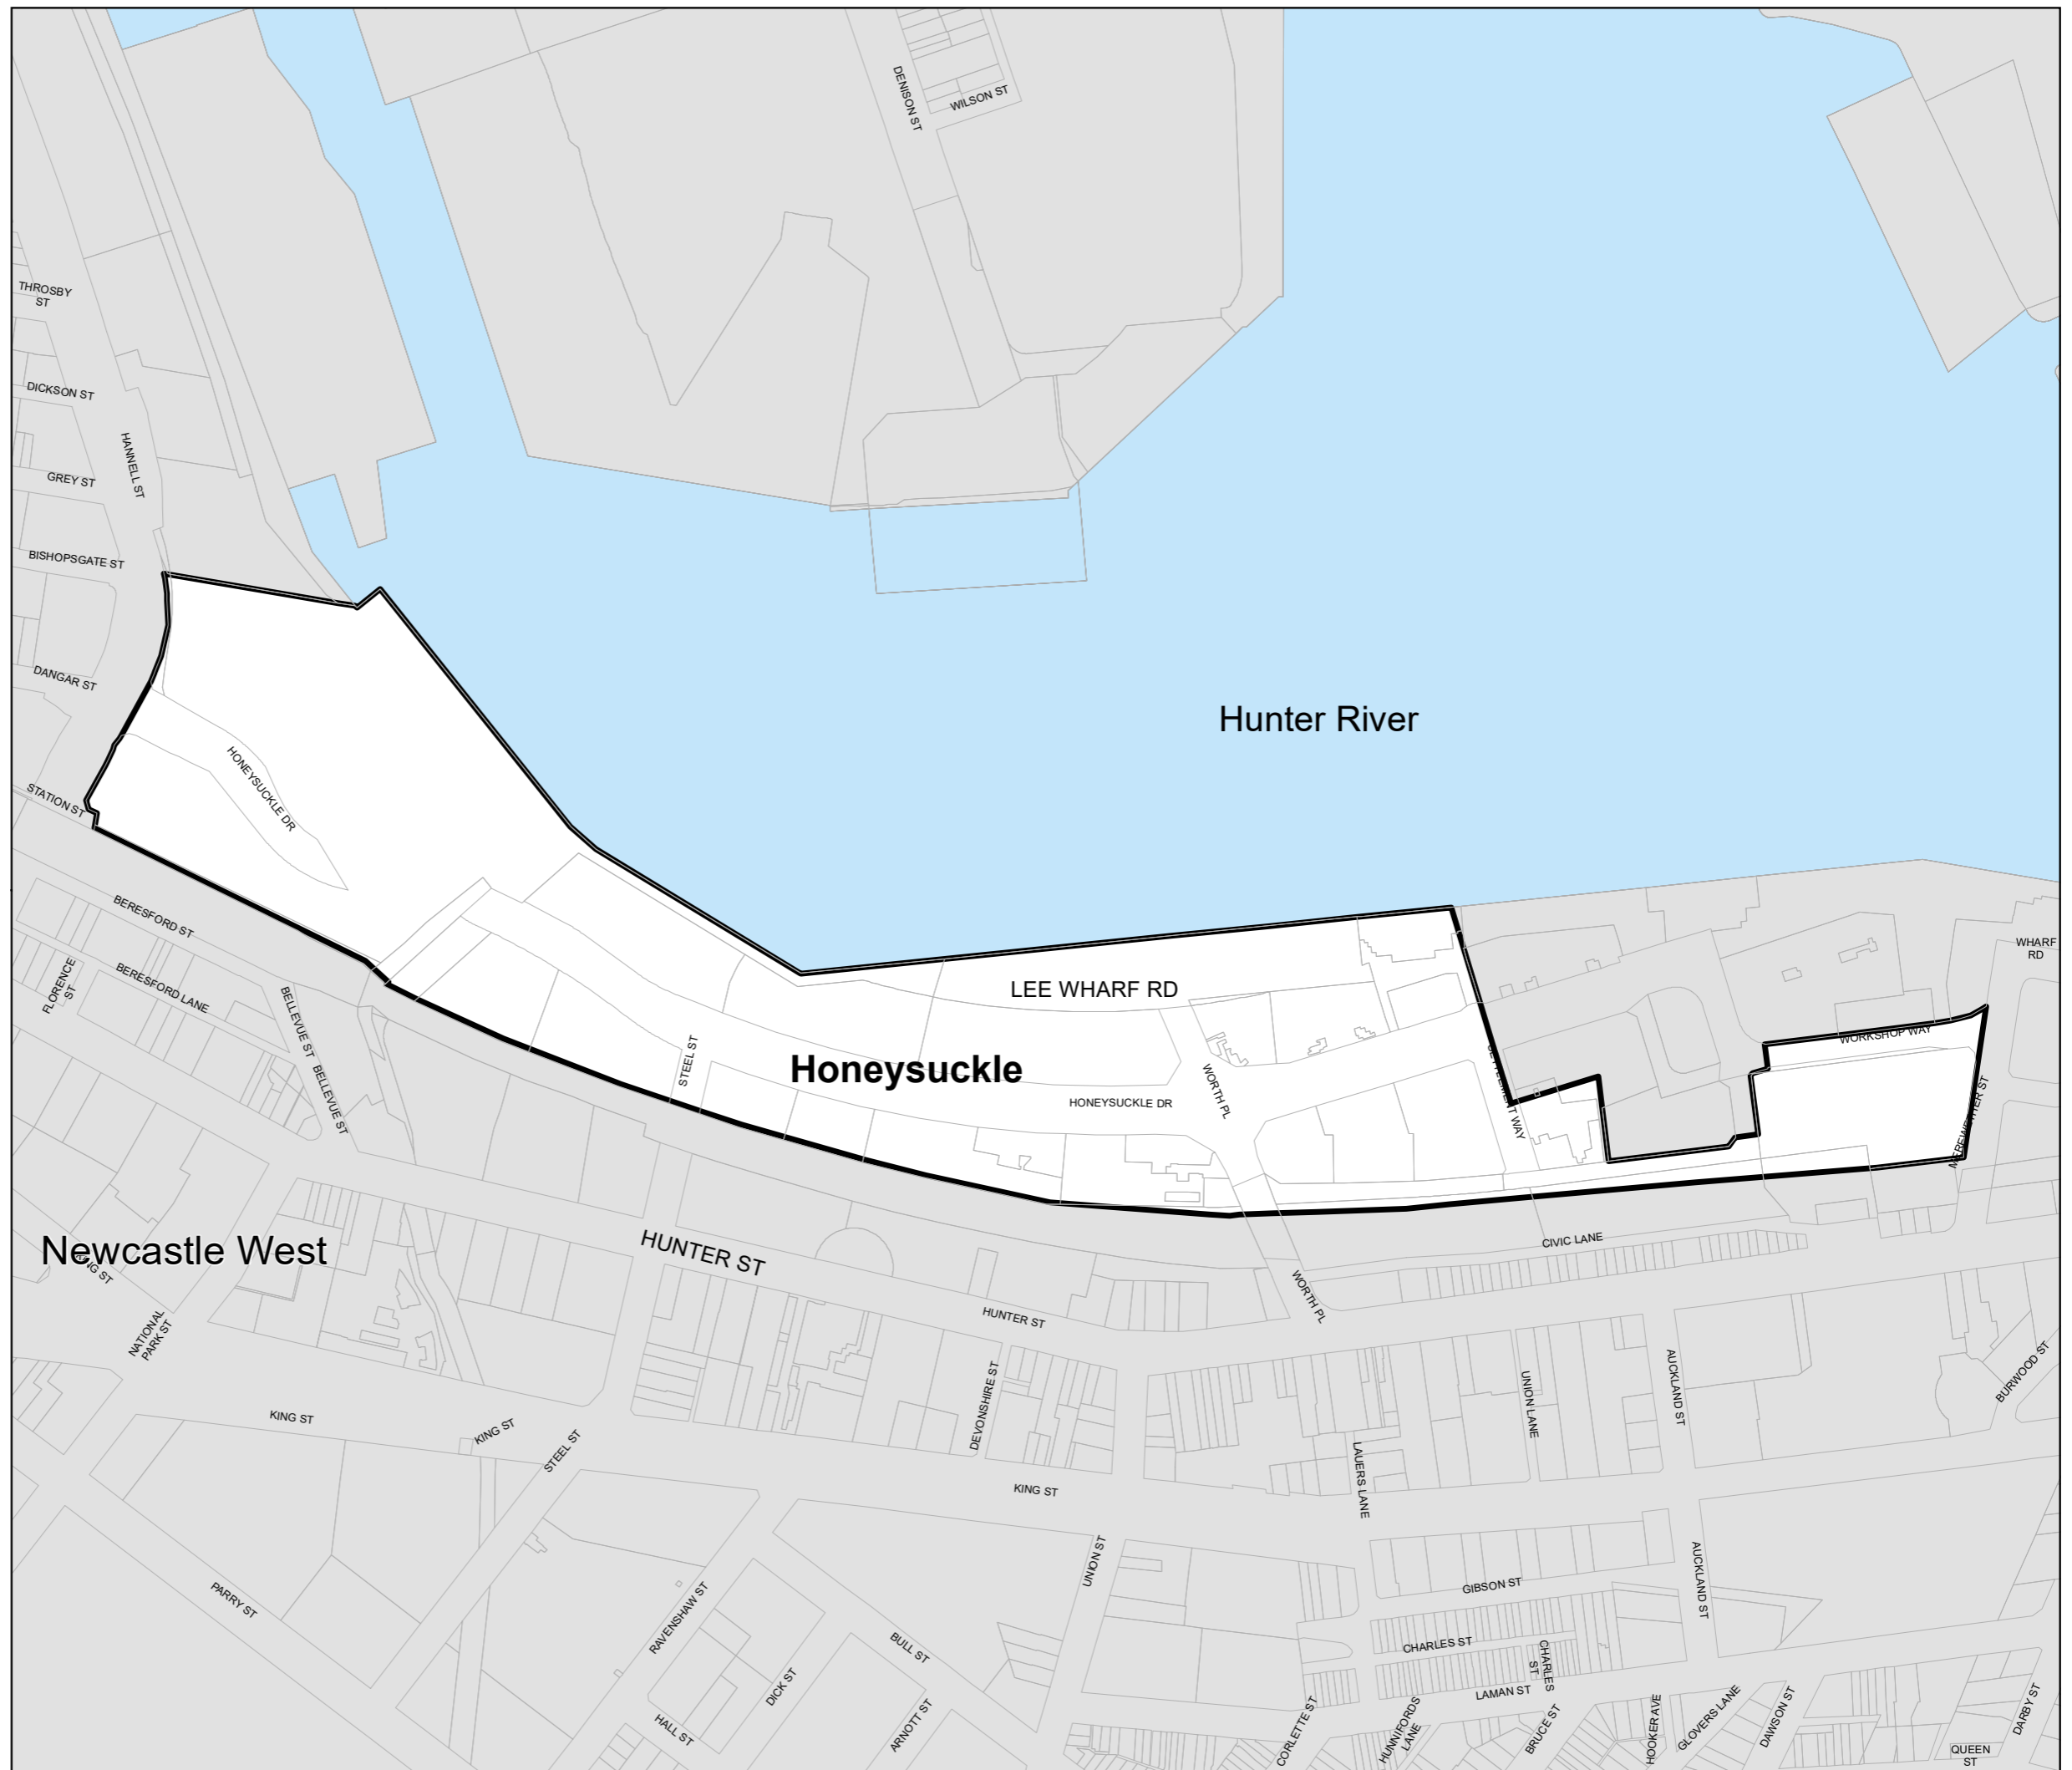 DENISON ST
WILSON ST
THROSBY
ST
DICKSON ST
HANNELL ST
GREY ST
BISHOPSGATE ST
DANGAR ST
Hunter River
HONEYSUCKLE DR
STATION ST
BERESFORD ST
FLORENCE
ST
BERESFORD LANE
BELLEVUE ST
BELLEVUE ST
WHARF
RD
LEE WHARF RD
WORKSHOP WAY
STEEL ST
Honeysuckle
HONEYSUCKLE DR
WORTH PL
SETTLEMENT WAY
MEREWETHER ST
Newcastle West
KING ST
HUNTER ST
CIVIC LANE
WORTH PL
HUNTER ST
NATIONAL
PARK ST
DEVONSHIRE ST
UNION LANE
AUCKLAND ST
BURWOOD ST
KING ST
KING ST
STEEL ST
LAUERS LANE
KING ST
UNION ST
AUCKLAND ST
GIBSON ST
PARRY ST
RAVENSHAW ST
BULL ST
CHARLES ST
CHARLES
ST
DICK ST
LAMAN ST
HALL ST
ARNOTT ST
CORLETTE ST
HUNNIFORDS
LANE
BRUCE ST
HOOKER AVE
GLOVERS LANE
DAWSON ST
DARBY ST
QUEEN
ST